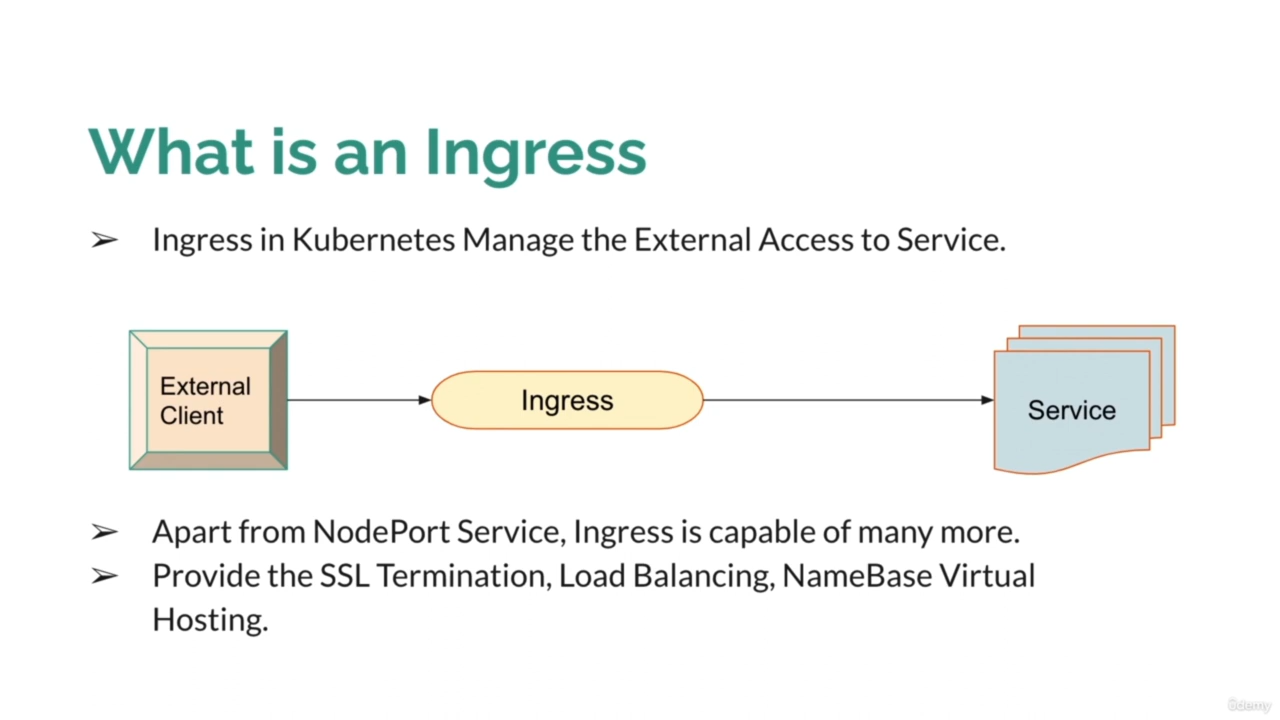 What is an Ingress
➢ Ingress in Kubernetes Manage the External Access to Service.
External
Client
Ingress
Service
➢ Apart from NodePort Service, Ingress is capable of many more.
➢ Provide the SSL Termination, Load Balancing, NameBase Virtual
Hosting.
ûdemy